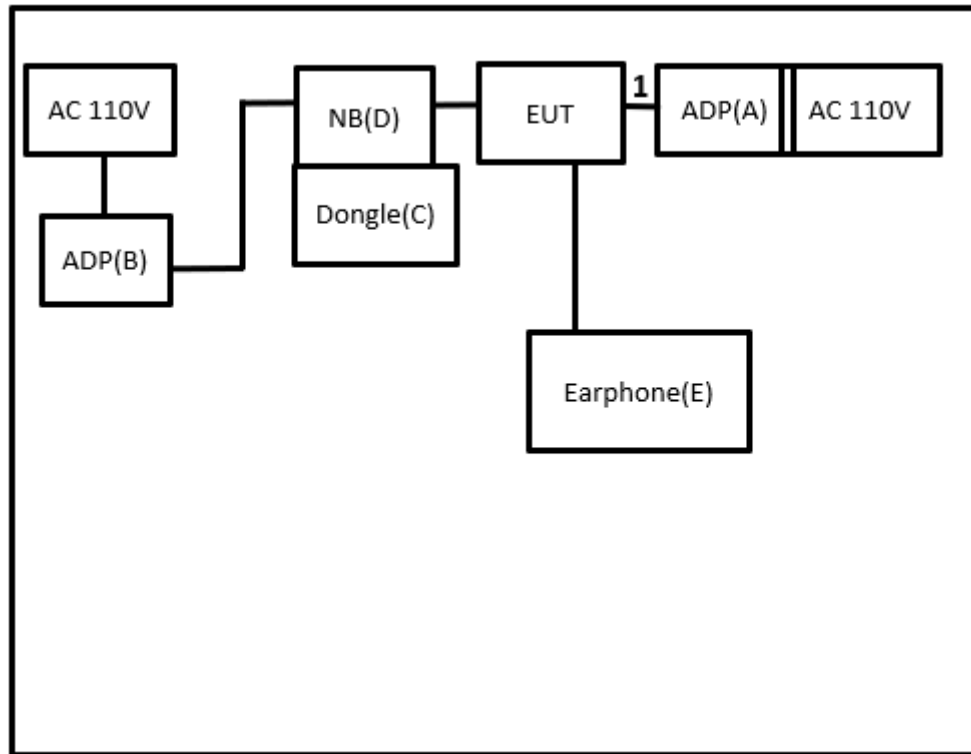 AC 110V
NB(D)
EUT
1
ADP(A)
AC 110V
Dongle(C)
ADP(B)
Earphone(E)